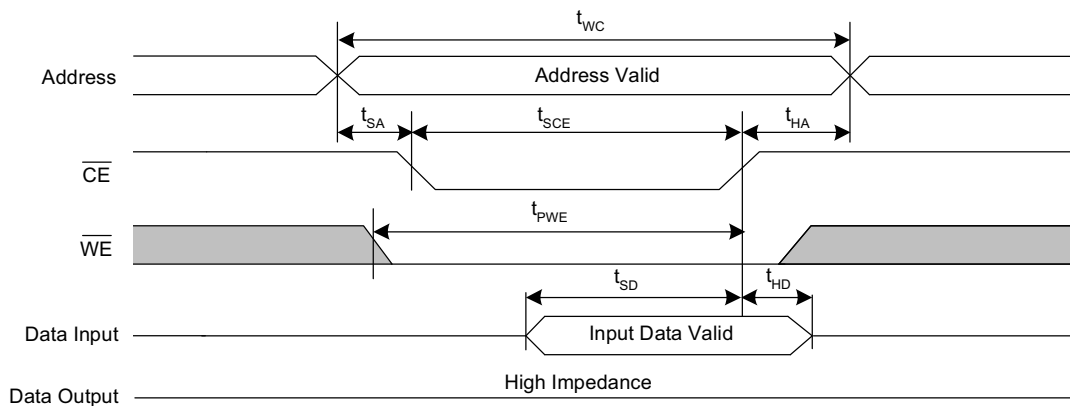 tWC
Address
Address Valid
tSA
tSCE
tHA
CE
tPWE
WE
tSD
tHD
Data Input
Input Data Valid
High Impedance
Data Output